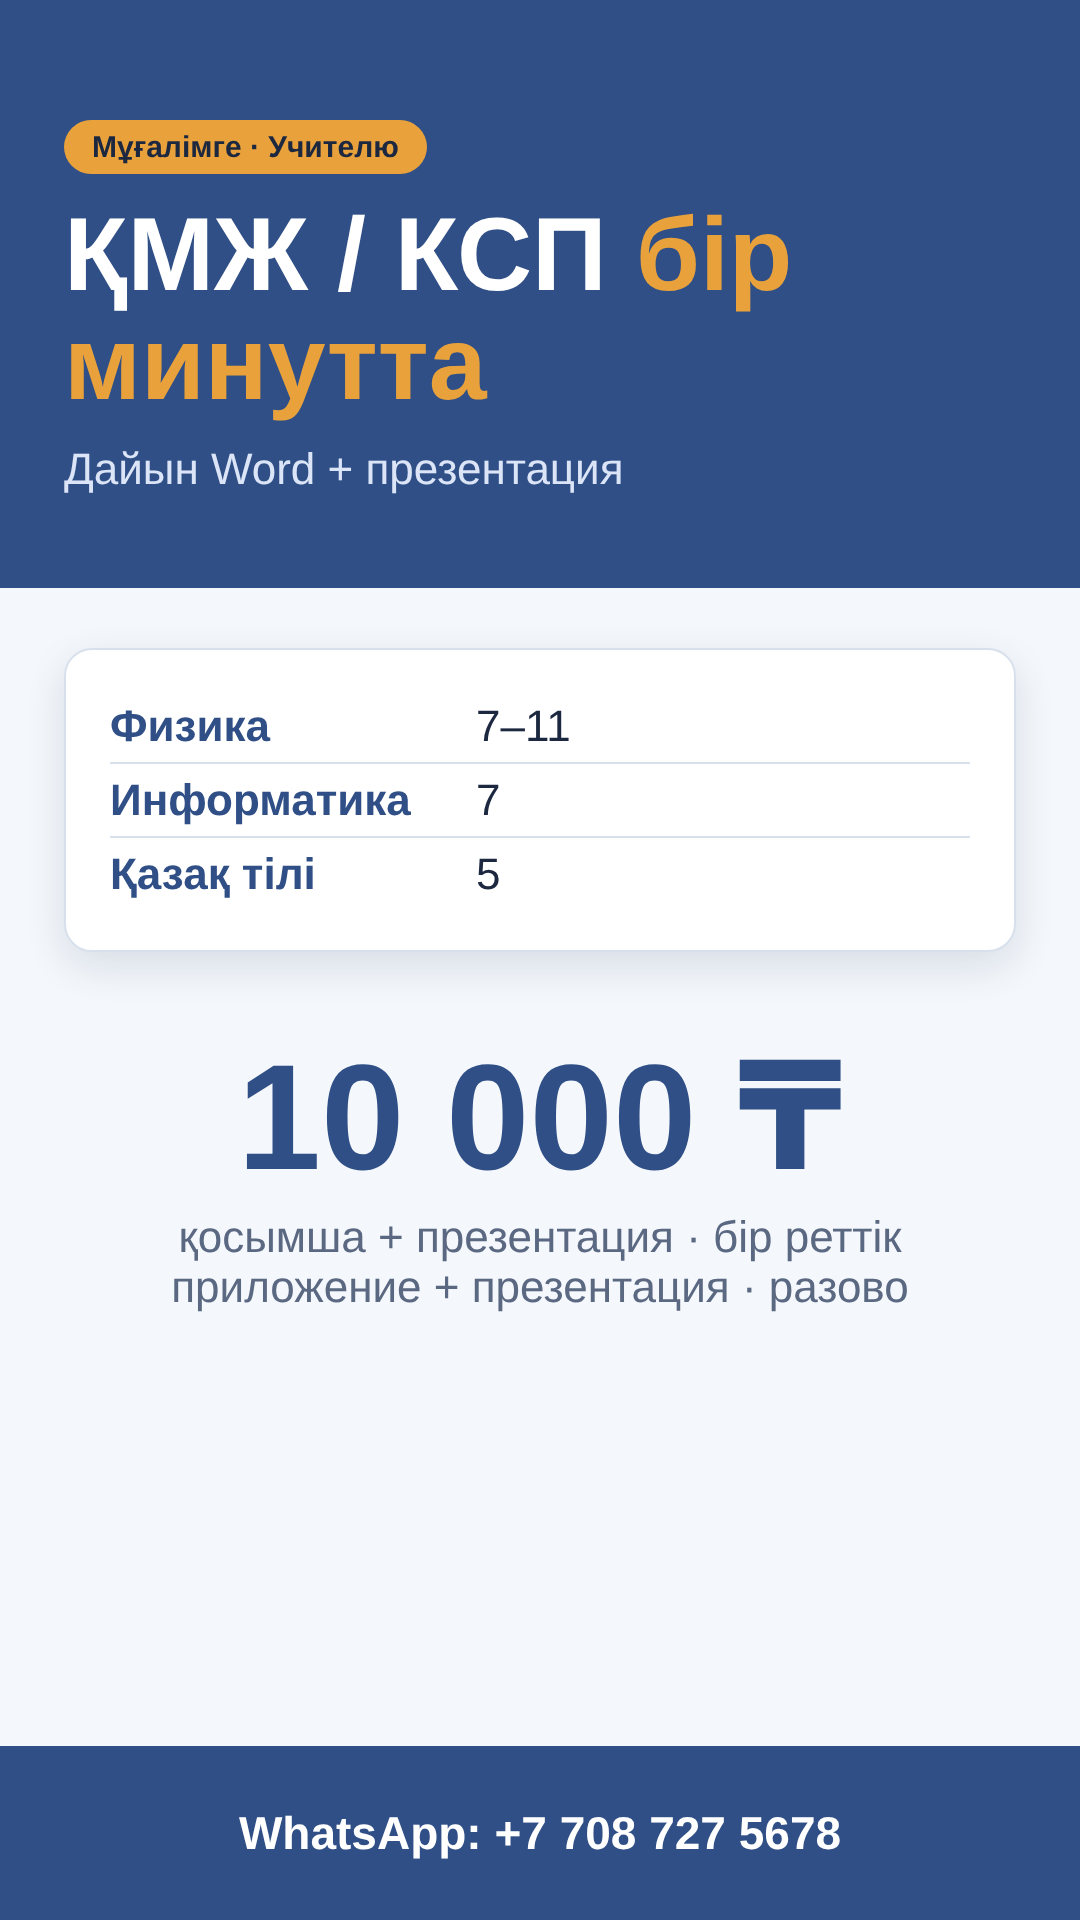 Мұғалімге · Учителю
ҚМЖ / КСП бір
минутта
Дайын Word + презентация
Физика 7–11
Информатика 7
Қазақ тілі 5
10 000 ₸
қосымша + презентация · бір реттік
приложение + презентация · разово
WhatsApp: +7 708 727 5678